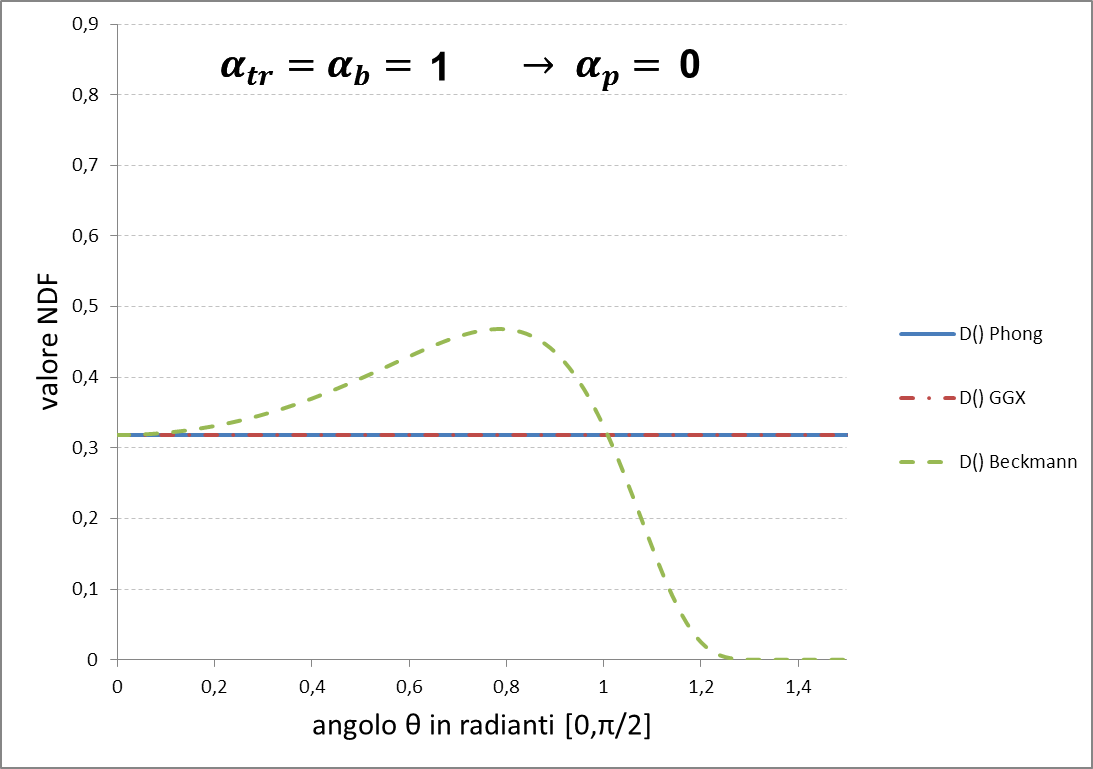 α_tr = α_b = 1 → α_p = 0
0,9
0,8
0,7
0,6
0,5
0,4
0,3
0,2
0,1
0
valore NDF
0 0,2 0,4 0,6 0,8 1 1,2 1,4
angolo θ in radianti [0,π/2]
D() Phong
D() GGX
D() Beckmann